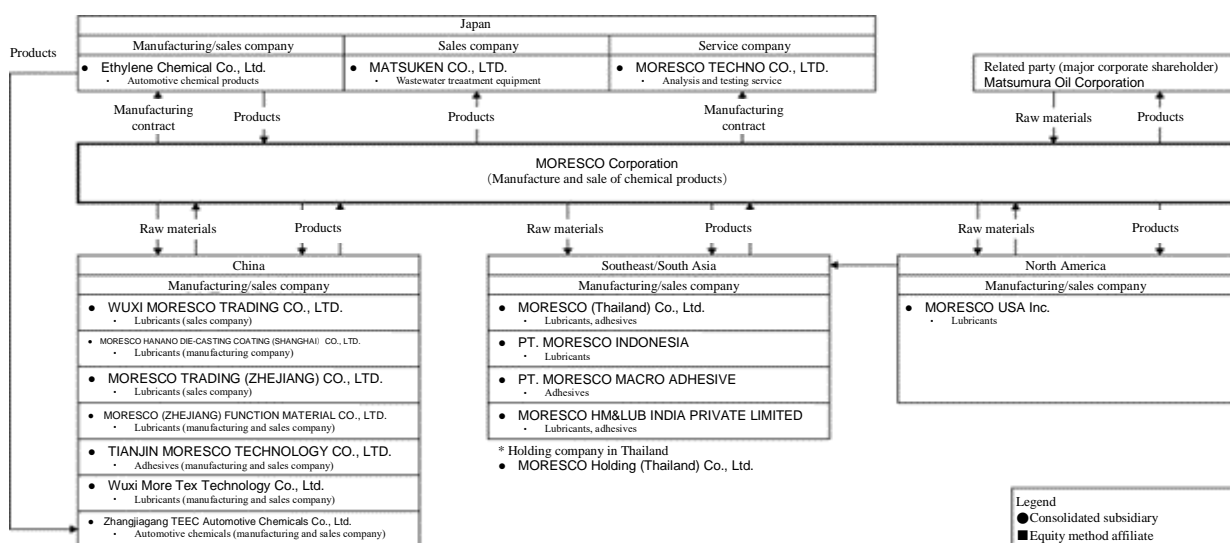 Japan
Products
Manufacturing/sales company
Sales company
Service company
● Ethylene Chemical Co., Ltd.
・ Automotive chemical products
● MATSUKEN CO., LTD.
・ Wastewater treatment equipment
● MORESCO TECHNO CO., LTD.
・ Analysis and testing service
Related party (major corporate shareholder)
Matsumura Oil Corporation
Manufacturing
contract
Products
Products
Manufacturing
contract
Raw materials
Products
MORESCO Corporation
(Manufacture and sale of chemical products)
Raw materials
Products
Raw materials
Products
Raw materials
Products
China
Manufacturing/sales company
● WUXI MORESCO TRADING CO., LTD.
・ Lubricants (sales company)
● MORESCO HANANO DIE-CASTING COATING (SHANGHAI) CO., LTD.
・ Lubricants (manufacturing company)
● MORESCO TRADING (ZHEJIANG) CO., LTD.
・ Lubricants (sales company)
● MORESCO (ZHEJIANG) FUNCTION MATERIAL CO., LTD.
・ Lubricants (manufacturing and sales company)
● TIANJIN MORESCO TECHNOLOGY CO., LTD.
・ Adhesives (manufacturing and sales company)
● Wuxi More Tex Technology Co., Ltd.
・ Lubricants (manufacturing and sales company)
● Zhangjiagang TEEC Automotive Chemicals Co., Ltd.
・ Automotive chemicals (manufacturing and sales company)
Southeast/South Asia
Manufacturing/sales company
● MORESCO (Thailand) Co., Ltd.
・ Lubricants, adhesives
● PT. MORESCO INDONESIA
・ Lubricants
● PT. MORESCO MACRO ADHESIVE
・ Adhesives
● MORESCO HM&LUB INDIA PRIVATE LIMITED
・ Lubricants, adhesives
* Holding company in Thailand
● MORESCO Holding (Thailand) Co., Ltd.
North America
Manufacturing/sales company
● MORESCO USA Inc.
・ Lubricants
Legend
●Consolidated subsidiary
■Equity method affiliate